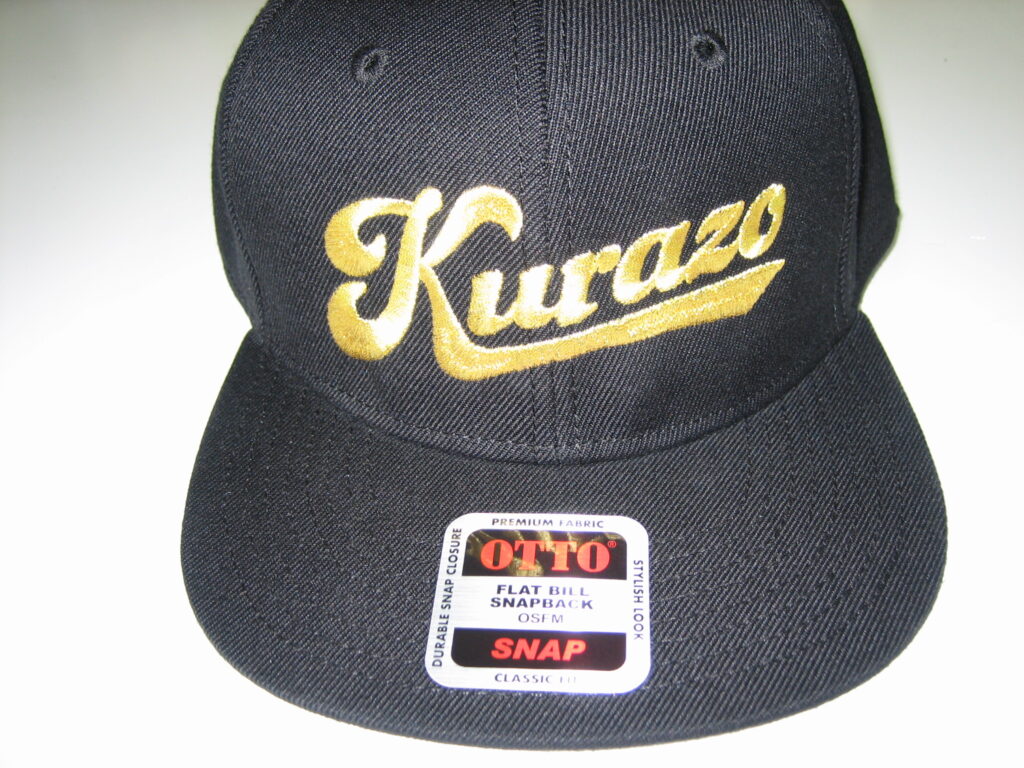 Kurazo
PREMIUM FABRIC
DURABLE SNAP CLOSURE
OTTO®
FLAT BILL
SNAPBACK
OSFM
SNAP
STYLISH LOOK
CLASSIC FIT